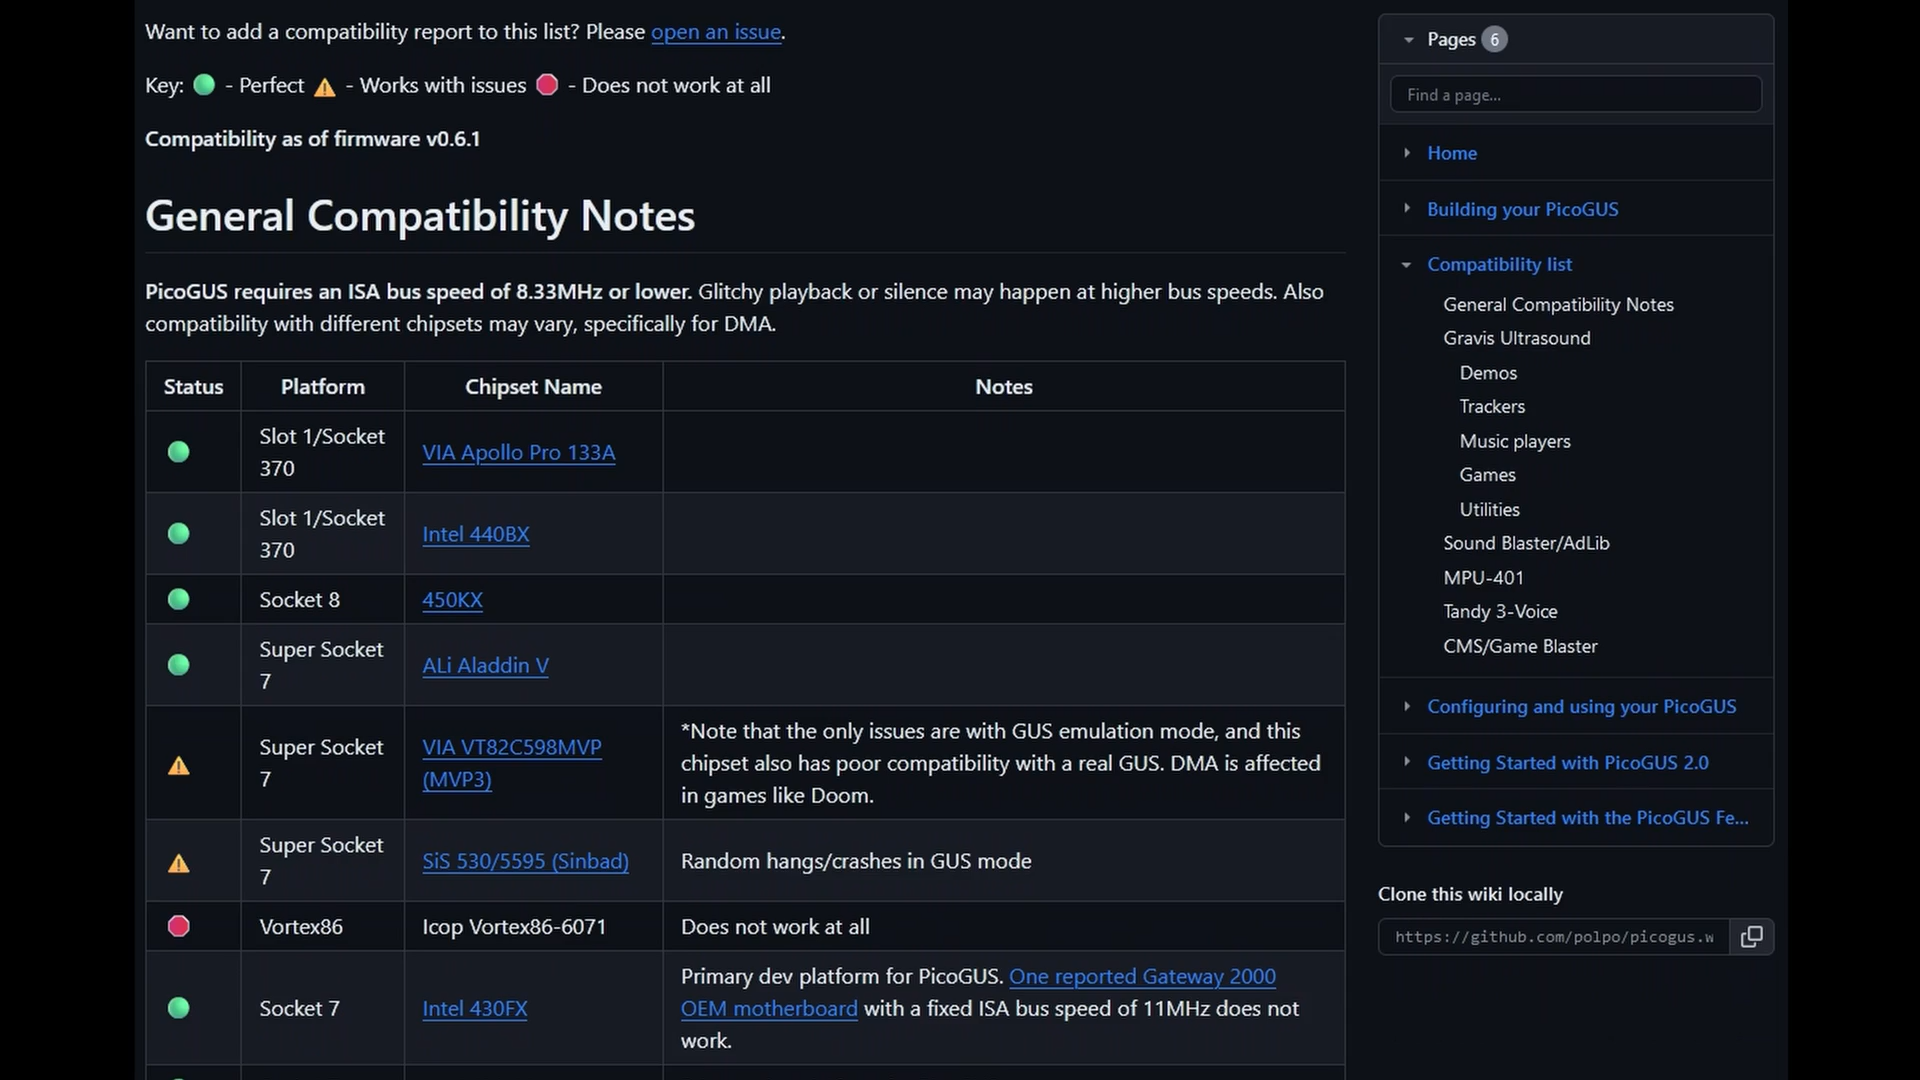 Want to add a compatibility report to this list? Please open an issue.
Key: - Perfect - Works with issues - Does not work at all
Compatibility as of firmware v0.6.1
General Compatibility Notes
PicoGUS requires an ISA bus speed of 8.33MHz or lower. Glitchy playback or silence may happen at higher bus speeds. Also
compatibility with different chipsets may vary, specifically for DMA.
Status Platform Chipset Name Notes
Slot 1/Socket
370
VIA Apollo Pro 133A
Slot 1/Socket
370
Intel 440BX
Socket 8
450KX
Super Socket
7
ALi Aladdin V
Super Socket
7
VIA VT82C598MVP
(MVP3)
*Note that the only issues are with GUS emulation mode, and this
chipset also has poor compatibility with a real GUS. DMA is affected
in games like Doom.
Super Socket
7
SiS 530/5595 (Sinbad)
Random hangs/crashes in GUS mode
Vortex86
Icop Vortex86-6071
Does not work at all
Socket 7
Intel 430FX
Primary dev platform for PicoGUS. One reported Gateway 2000
OEM motherboard with a fixed ISA bus speed of 11MHz does not
work.
Pages 6
Find a page...
Home
Building your PicoGUS
Compatibility list
General Compatibility Notes
Gravis Ultrasound
Demos
Trackers
Music players
Games
Utilities
Sound Blaster/AdLib
MPU-401
Tandy 3-Voice
CMS/Game Blaster
Configuring and using your PicoGUS
Getting Started with PicoGUS 2.0
Getting Started with the PicoGUS Fe...
Clone this wiki locally
https://github.com/polpo/picogus.w